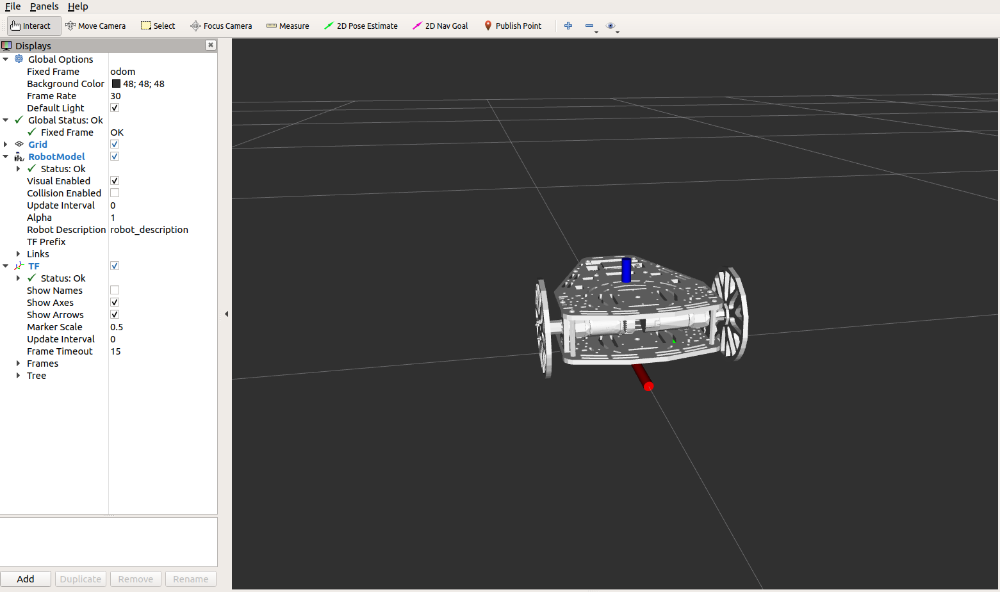 File Panels Help
Interact Move Camera Select Focus Camera Measure 2D Pose Estimate 2D Nav Goal Publish Point
Displays
Global Options
Fixed Frame odom
Background Color 48; 48; 48
Frame Rate 30
Default Light
Global Status: Ok
Fixed Frame OK
Grid
RobotModel
Status: Ok
Visual Enabled
Collision Enabled
Update Interval 0
Alpha 1
Robot Description robot_description
TF Prefix
Links
TF
Status: Ok
Show Names
Show Axes
Show Arrows
Marker Scale 0.5
Update Interval 0
Frame Timeout 15
Frames
Tree
Add Duplicate Remove Rename